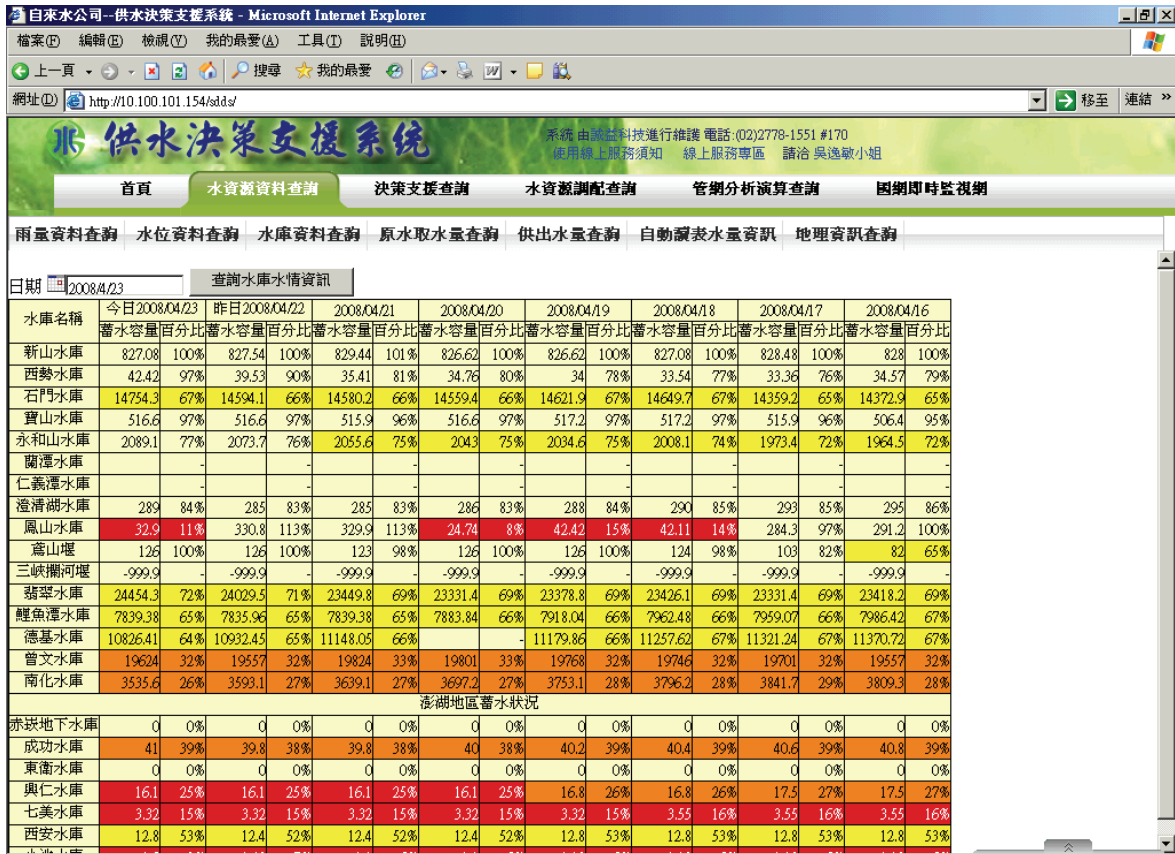 自來水公司--供水決策支援系統 - Microsoft Internet Explorer
檔案(F) 編輯(E) 檢視(V) 我的最愛(A) 工具(T) 說明(H)
上一頁 搜尋 我的最愛
網址(D) http://10.100.101.154/sdds/ 移至 連結 »
供水決策支援系統
系統 由誠益科技進行維護 電話:(02)2778-1551 #170
使用線上服務須知 線上服務專區 請洽 吳逸敏小姐
首頁 水資源資料查詢 決策支援查詢 水資源調配查詢 管網分析演算查詢 國網即時監視網
雨量資料查詢 水位資料查詢 水庫資料查詢 原水取水量查詢 供出水量查詢 自動讀表水量資訊 地理資訊查詢
日期 2008/4/23 查詢水庫水情資訊
水庫名稱 今日2008/04/23 昨日2008/04/22 2008/04/21 2008/04/20 2008/04/19 2008/04/18 2008/04/17 2008/04/16
蓄水容量 百分比 蓄水容量 百分比 蓄水容量 百分比 蓄水容量 百分比 蓄水容量 百分比 蓄水容量 百分比 蓄水容量 百分比 蓄水容量 百分比
新山水庫 827.08 100% 827.54 100% 829.44 101% 826.62 100% 826.62 100% 827.08 100% 828.48 100% 828 100%
西勢水庫 42.42 97% 39.53 90% 35.41 81% 34.76 80% 34 78% 33.54 77% 33.36 76% 34.57 79%
石門水庫 14754.3 67% 14594.1 66% 14580.2 66% 14559.4 66% 14621.9 67% 14649.7 67% 14359.2 65% 14372.9 65%
寶山水庫 516.6 97% 516.6 97% 515.9 96% 516.6 97% 517.2 97% 517.2 97% 515.9 96% 506.4 95%
永和山水庫 2089.1 77% 2073.7 76% 2055.6 75% 2043 75% 2034.6 75% 2008.1 74% 1973.4 72% 1964.5 72%
蘭潭水庫 - - - - - - - -
仁義潭水庫 - - - - - - - -
澄清湖水庫 289 84% 285 83% 285 83% 286 83% 288 84% 290 85% 293 85% 295 86%
鳳山水庫 32.9 11% 330.8 113% 329.9 113% 24.74 8% 42.42 15% 42.11 14% 284.3 97% 291.2 100%
鳶山堰 126 100% 126 100% 123 98% 126 100% 126 100% 124 98% 103 82% 82 65%
三峽攔河堰 -999.9 - -999.9 - -999.9 - -999.9 - -999.9 - -999.9 - -999.9 - -999.9 -
翡翠水庫 24454.3 72% 24029.5 71% 23449.8 69% 23331.4 69% 23378.8 69% 23426.1 69% 23331.4 69% 23418.2 69%
鯉魚潭水庫 7839.38 65% 7835.96 65% 7839.38 65% 7883.84 66% 7918.04 66% 7962.48 66% 7959.07 66% 7986.42 67%
德基水庫 10826.41 64% 10932.45 65% 11148.05 66% - 11179.86 66% 11257.62 67% 11321.24 67% 11370.72 67%
曾文水庫 19624 32% 19557 32% 19824 33% 19801 33% 19768 32% 19746 32% 19701 32% 19557 32%
南化水庫 3535.6 26% 3593.1 27% 3639.1 27% 3697.2 27% 3753.1 28% 3796.2 28% 3841.7 29% 3809.3 28%
澎湖地區蓄水狀況
赤崁地下水庫 0 0% 0 0% 0 0% 0 0% 0 0% 0 0% 0 0% 0 0%
成功水庫 41 39% 39.8 38% 39.8 38% 40 38% 40.2 39% 40.4 39% 40.6 39% 40.8 39%
東衛水庫 0 0% 0 0% 0 0% 0 0% 0 0% 0 0% 0 0% 0 0%
興仁水庫 16.1 25% 16.1 25% 16.1 25% 16.1 25% 16.8 26% 16.8 26% 17.5 27% 17.5 27%
七美水庫 3.32 15% 3.32 15% 3.32 15% 3.32 15% 3.32 15% 3.55 16% 3.55 16% 3.55 16%
西安水庫 12.8 53% 12.4 52% 12.4 52% 12.4 52% 12.8 53% 12.8 53% 12.8 53% 12.8 53%